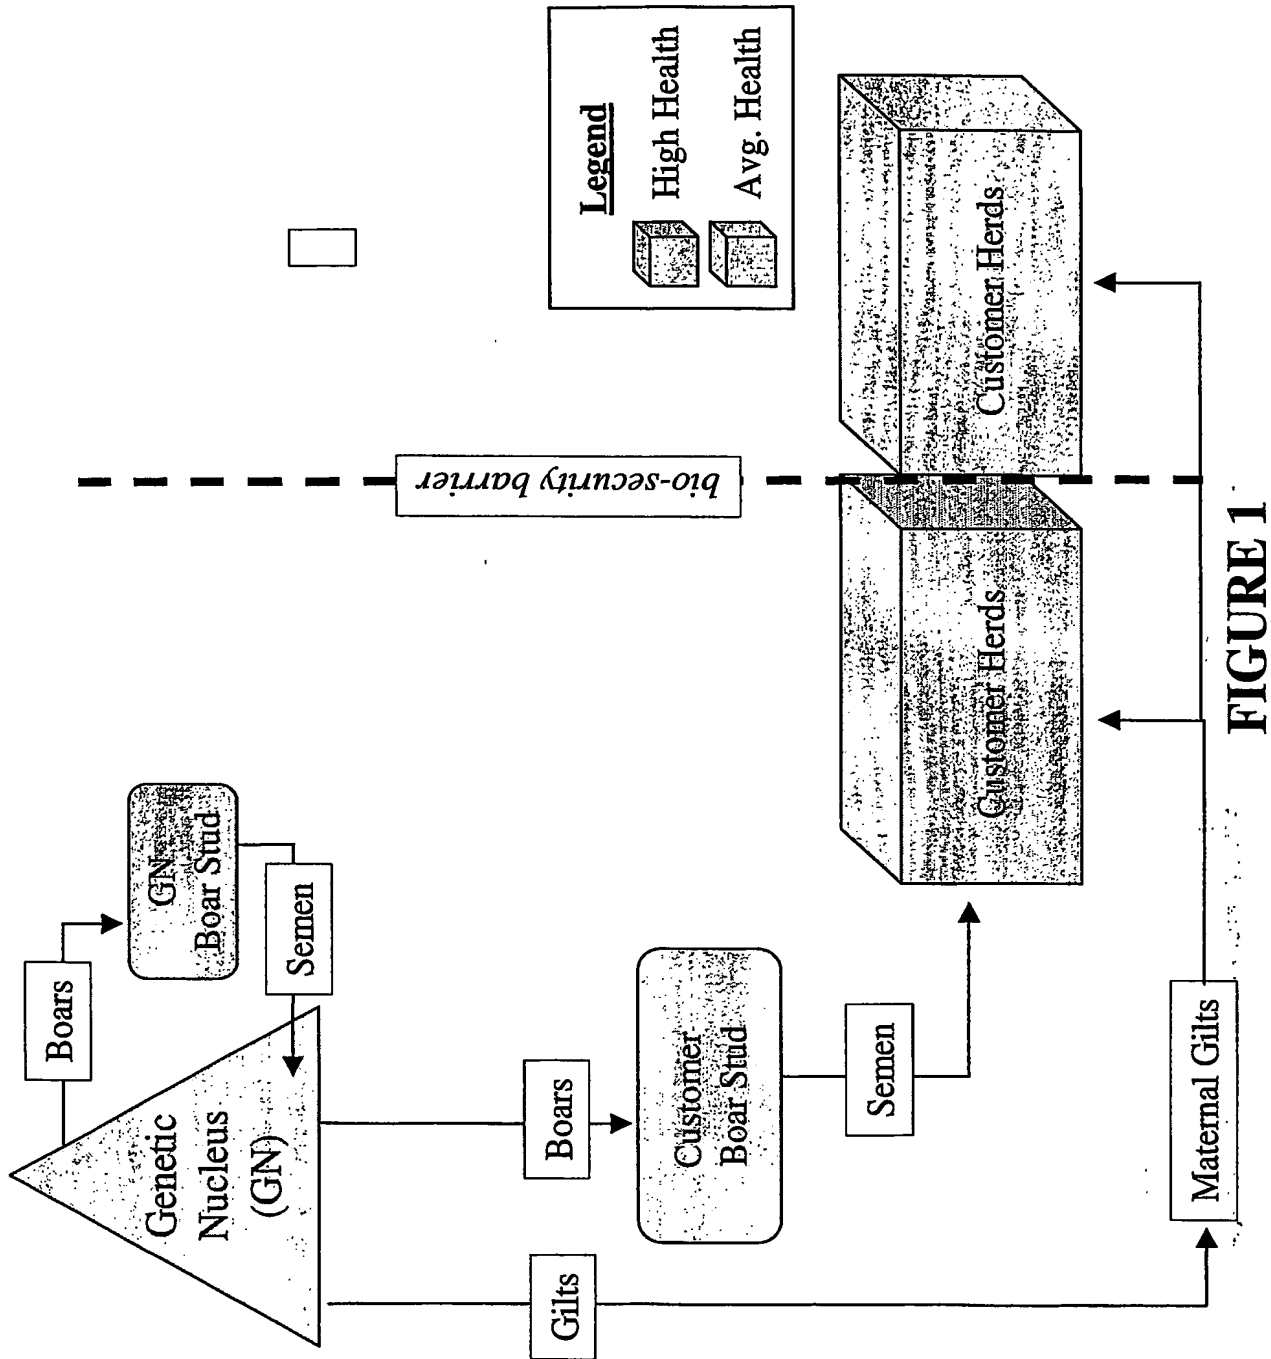 Boars
GN
Boar Stud
Semen
Genetic
Nucleus
(GN)
Boars
Gilts
Customer
Boar Stud
Semen
Maternal Gilts
bio-security barrier
Customer Herds
Customer Herds
Legend
High Health
Avg. Health
FIGURE 1